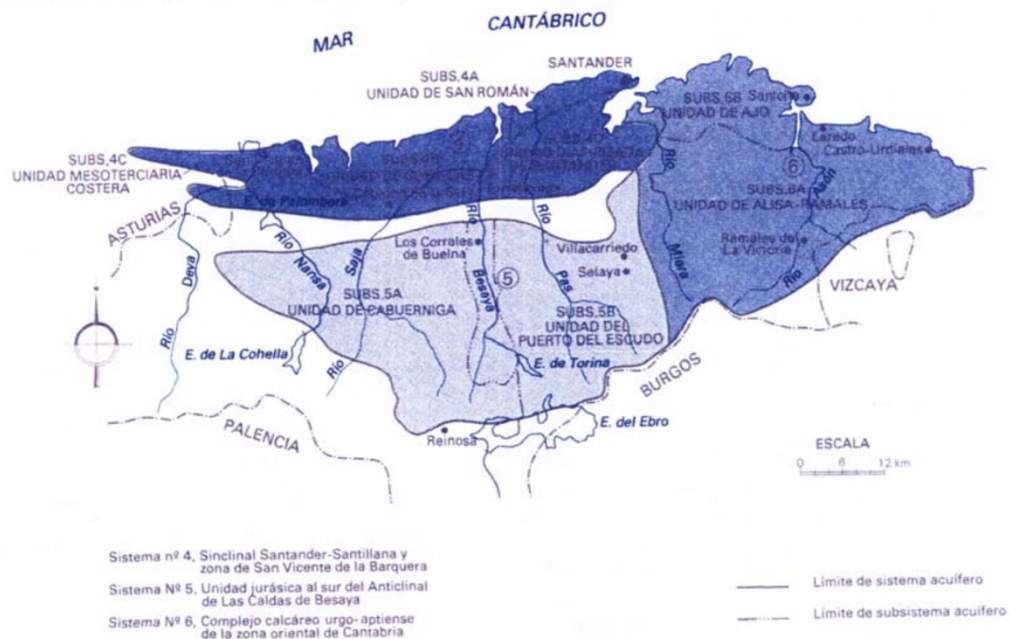 MAR CANTÁBRICO
SANTANDER
SUBS,4A
UNIDAD DE SAN ROMÁN
SUBS,6B
UNIDAD DE AJO
Santoña
SUBS,4C
UNIDAD MESOTERCIARIA
COSTERA
Laredo
Castro-Urdiales
6
SUBS,6A
UNIDAD DE ALISA-RAMALES
ASTURIAS
E. de Palombera
Río Deva
Río Nansa
Río Saja
Río Besaya
Río Pas
Río Miera
Río Asón
Los Corrales
de Buelna
Villacarriedo
Selaya
Ramales de
La Victoria
VIZCAYA
5
SUBS,5A
UNIDAD DE CABUERNIGA
SUBS,5B
UNIDAD DEL
PUERTO DEL ESCUDO
E. de La Cohella
E. de Torina
BURGOS
PALENCIA
Reinosa
E. del Ebro
ESCALA
0 6 12 km
Sistema nº 4, Sinclinal Santander-Santillana y
zona de San Vicente de la Barquera
Sistema Nº 5, Unidad jurásica al sur del Anticlinal
de Las Caldas de Besaya
Sistema Nº 6, Complejo calcáreo urgo-aptiense
de la zona oriental de Cantabria
Límite de sistema acuífero
Límite de subsistema acuífero